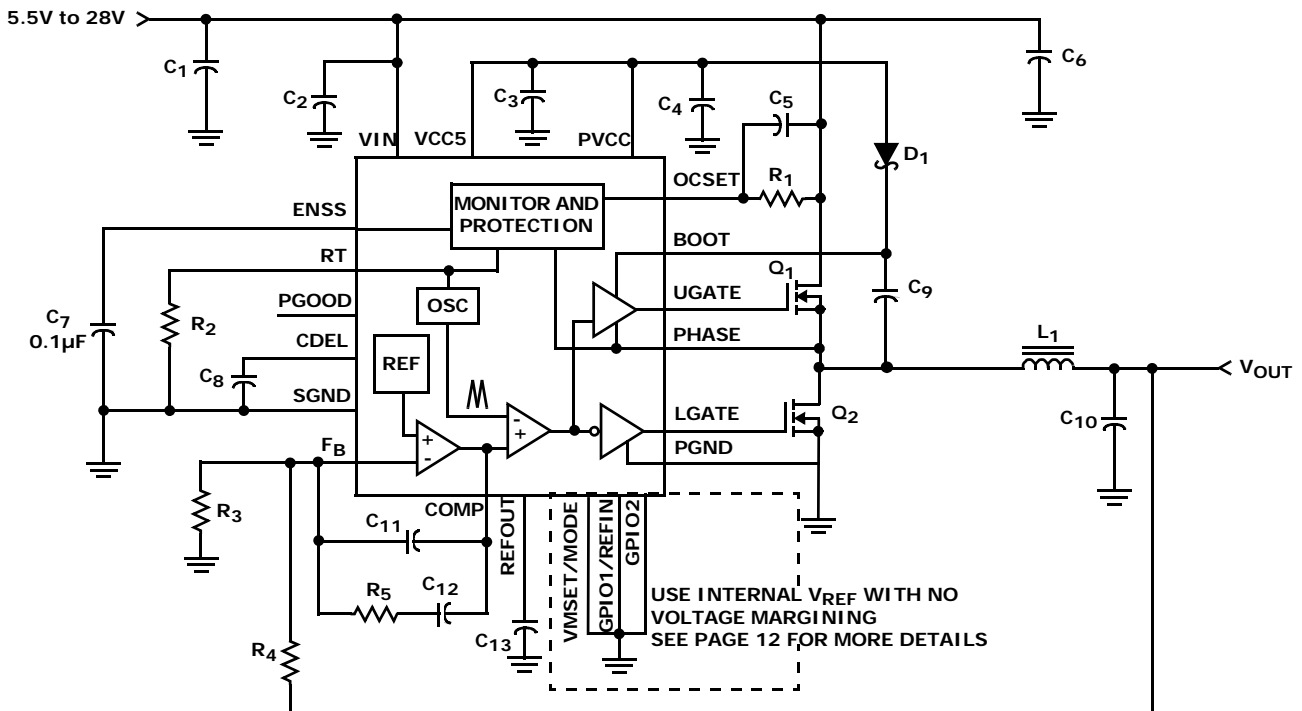 5.5V to 28V
C1
C2
C3
C4
C5
C6
VIN
VCC5
PVCC
OCSET
R1
D1
MONITOR AND
PROTECTION
ENSS
RT
BOOT
Q1
C9
UGATE
OSC
PGOOD
C7
0.1µF
R2
CDEL
PHASE
L1
REF
C8
VOUT
SGND
LGATE
Q2
C10
+
-
-
+
FB
PGND
R3
COMP
REFOUT
VMSET/MODE
GPIO1/REFIN
GPIO2
C11
R5
C12
C13
R4
USE INTERNAL VREF WITH NO
VOLTAGE MARGINING
SEE PAGE 12 FOR MORE DETAILS